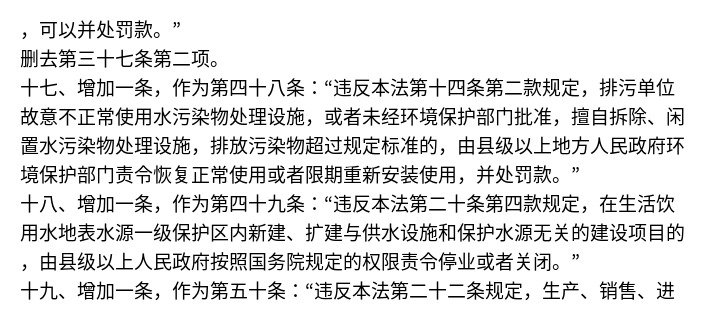 ，可以并处罚款。”
删去第三十七条第二项。
十七、增加一条，作为第四十八条：“违反本法第十四条第二款规定，排污单位
故意不正常使用水污染物处理设施，或者未经环境保护部门批准，擅自拆除、闲
置水污染物处理设施，排放污染物超过规定标准的，由县级以上地方人民政府环
境保护部门责令恢复正常使用或者限期重新安装使用，并处罚款。”
十八、增加一条，作为第四十九条：“违反本法第二十条第四款规定，在生活饮
用水地表水源一级保护区内新建、扩建与供水设施和保护水源无关的建设项目的
，由县级以上人民政府按照国务院规定的权限责令停业或者关闭。”
十九、增加一条，作为第五十条：“违反本法第二十二条规定，生产、销售、进